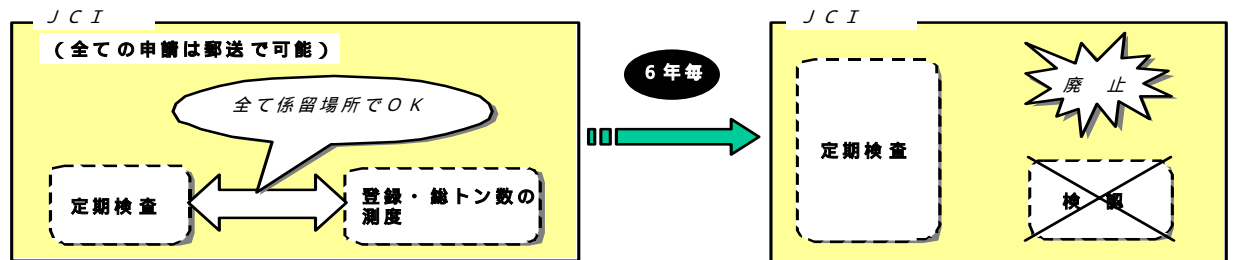 JCI
(全ての申請は郵送で可能)
全て係留場所でOK
定期検査
登録・総トン数の
測度
6年毎
JCI
定期検査
廃止
検認